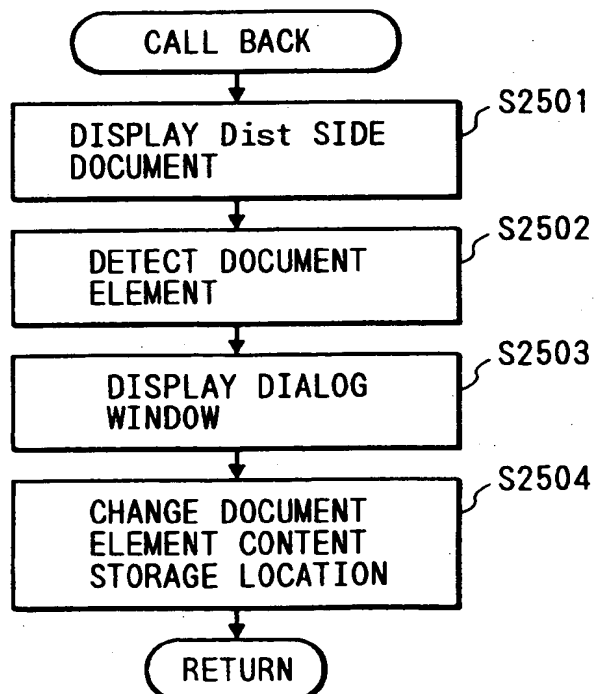 CALL BACK
S2501
DISPLAY Dist SIDE
DOCUMENT
S2502
DETECT DOCUMENT
ELEMENT
S2503
DISPLAY DIALOG
WINDOW
S2504
CHANGE DOCUMENT
ELEMENT CONTENT
STORAGE LOCATION
RETURN